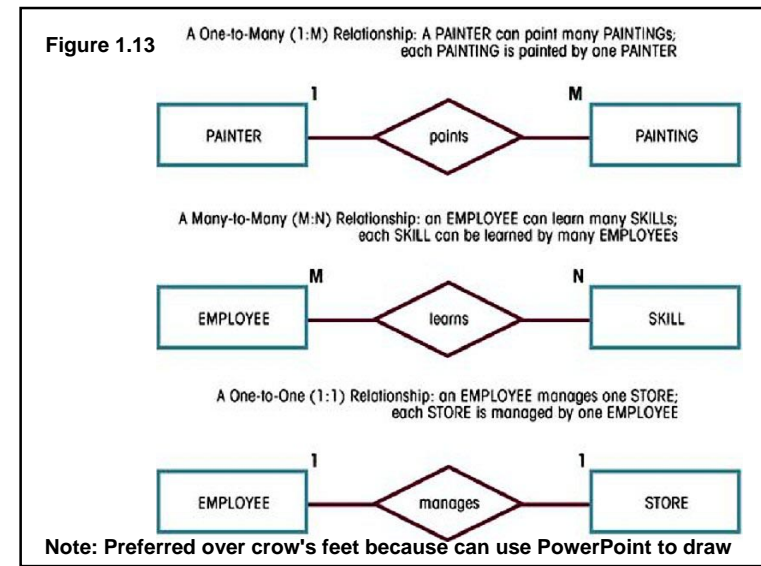 Figure 1.13
A One-to-Many (1:M) Relationship: A PAINTER can paint many PAINTINGs;
each PAINTING is painted by one PAINTER
1 M
PAINTER paints PAINTING
A Many-to-Many (M:N) Relationship: an EMPLOYEE can learn many SKILLs;
each SKILL can be learned by many EMPLOYEEs
M N
EMPLOYEE learns SKILL
A One-to-One (1:1) Relationship: an EMPLOYEE manages one STORE;
each STORE is managed by one EMPLOYEE
1 1
EMPLOYEE manages STORE
Note: Preferred over crow's feet because can use PowerPoint to draw